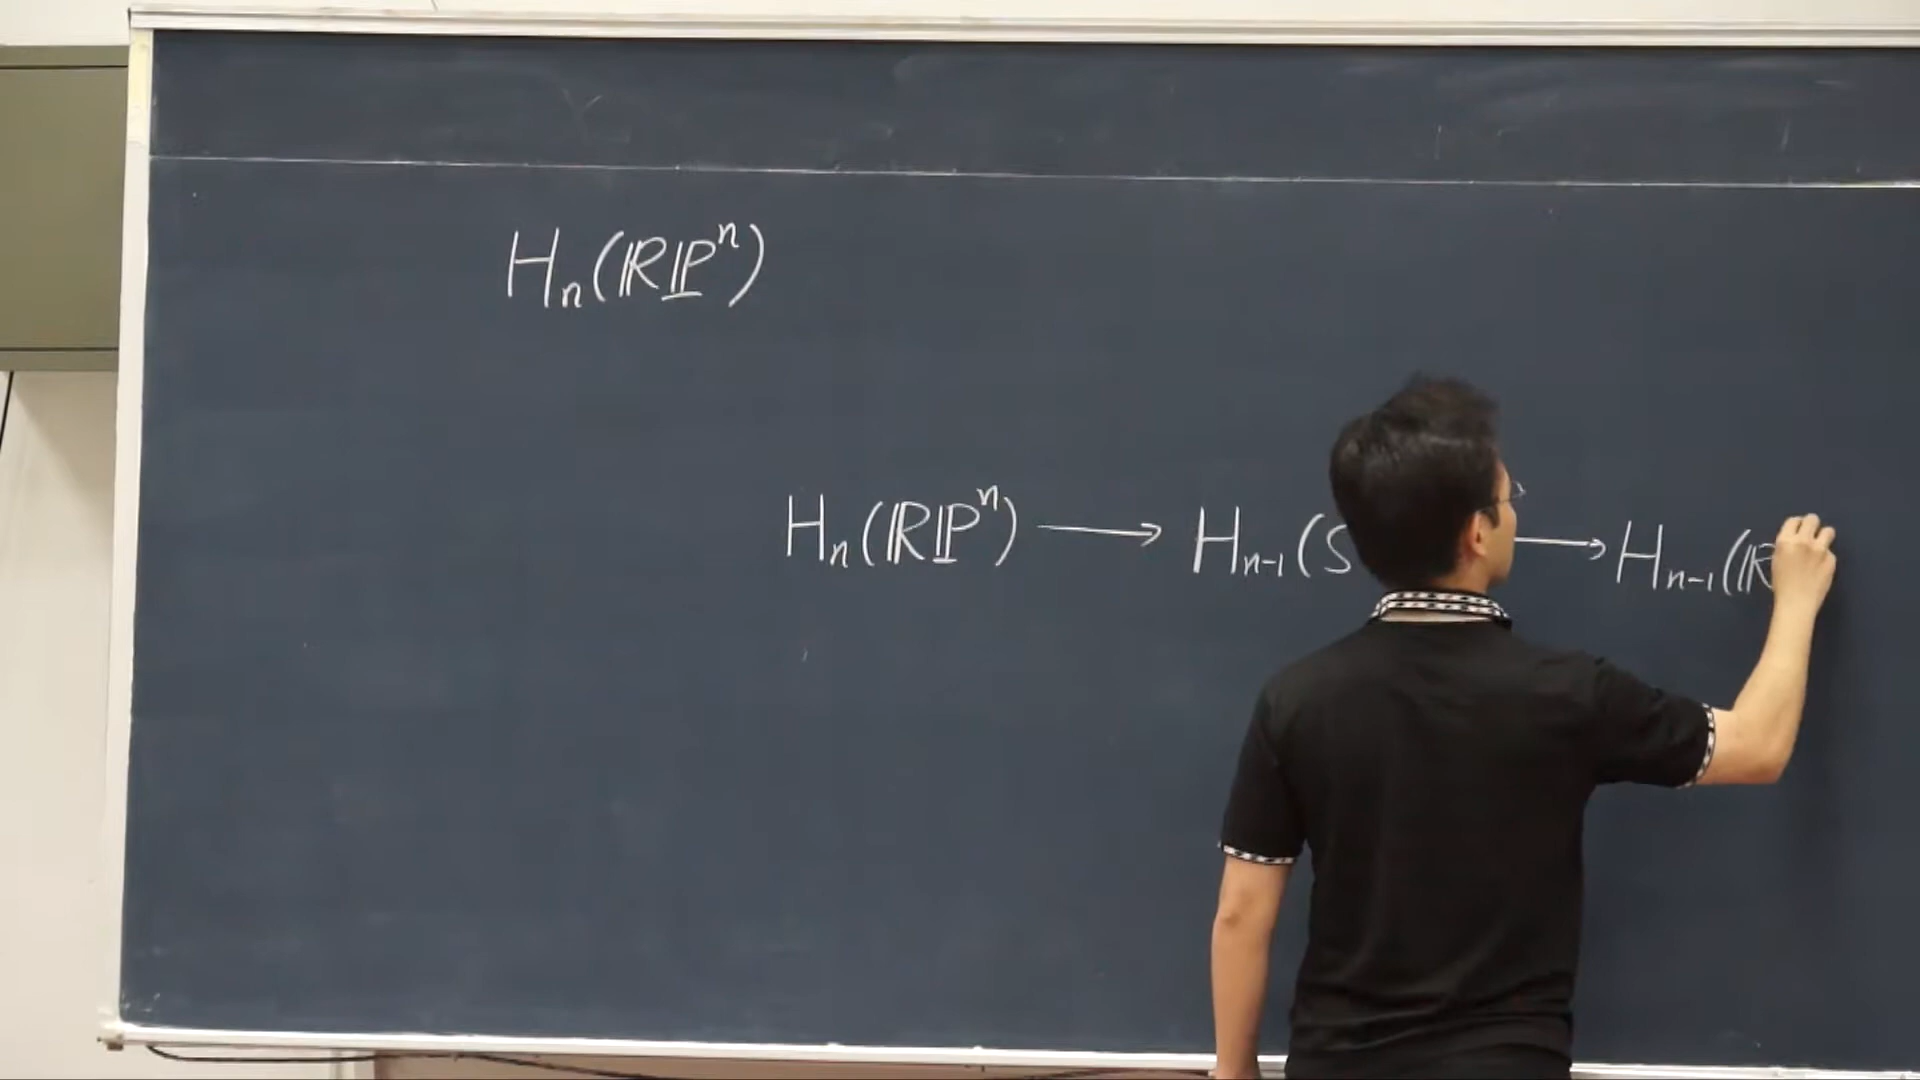 Hₙ(ℝℙⁿ)
Hₙ(ℝℙⁿ) ⟶ Hₙ₋₁(S ⟶ Hₙ₋₁(ℝ